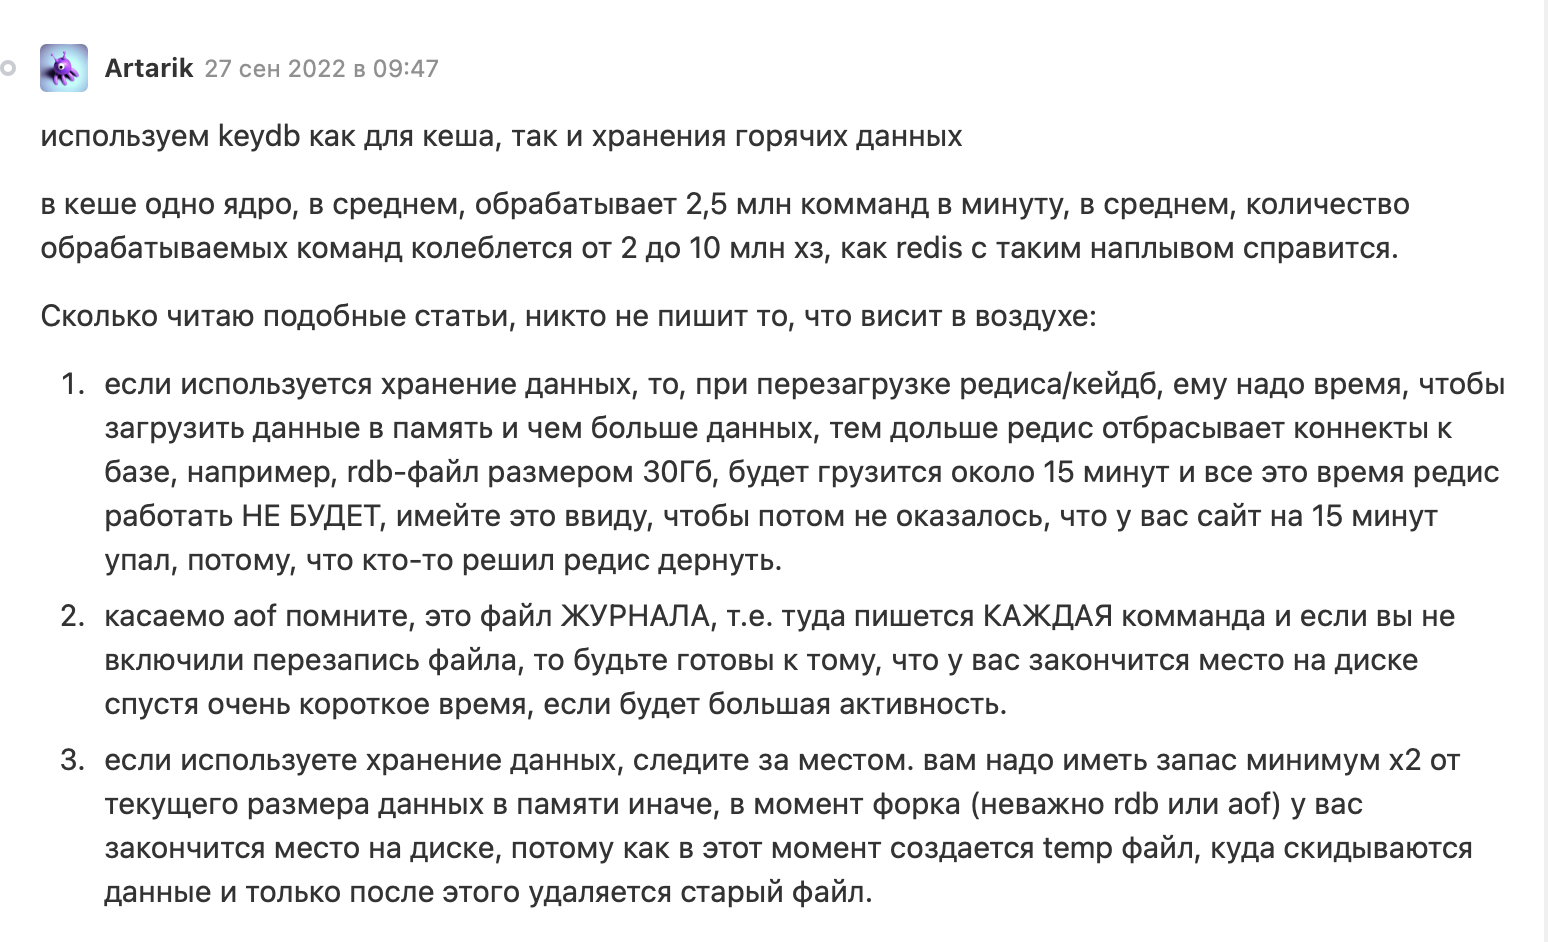 Artarik 27 сен 2022 в 09:47
используем keydb как для кеша, так и хранения горячих данных
в кеше одно ядро, в среднем, обрабатывает 2,5 млн комманд в минуту, в среднем, количество
обрабатываемых команд колеблется от 2 до 10 млн хз, как redis с таким наплывом справится.
Сколько читаю подобные статьи, никто не пишит то, что висит в воздухе:
1. если используется хранение данных, то, при перезагрузке редиса/кейдб, ему надо время, чтобы
загрузить данные в память и чем больше данных, тем дольше редис отбрасывает коннекты к
базе, например, rdb-файл размером 30Гб, будет грузится около 15 минут и все это время редис
работать НЕ БУДЕТ, имейте это ввиду, чтобы потом не оказалось, что у вас сайт на 15 минут
упал, потому, что кто-то решил редис дернуть.
2. касаемо aof помните, это файл ЖУРНАЛА, т.е. туда пишется КАЖДАЯ комманда и если вы не
включили перезапись файла, то будьте готовы к тому, что у вас закончится место на диске
спустя очень короткое время, если будет большая активность.
3. если используете хранение данных, следите за местом. вам надо иметь запас минимум х2 от
текущего размера данных в памяти иначе, в момент форка (неважно rdb или aof) у вас
закончится место на диске, потому как в этот момент создается temp файл, куда скидываются
данные и только после этого удаляется старый файл.